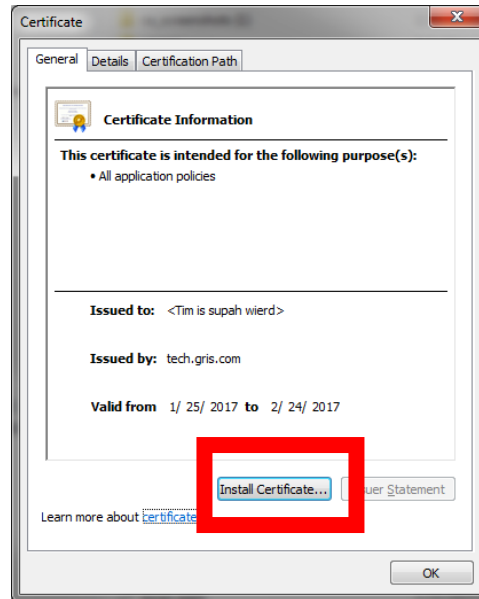 Certificate
General Details Certification Path
Certificate Information
This certificate is intended for the following purpose(s):
• All application policies
Issued to: <Tim is supah wierd>
Issued by: tech.gris.com
Valid from 1/ 25/ 2017 to 2/ 24/ 2017
Install Certificate... Statement
Learn more about certificate
OK